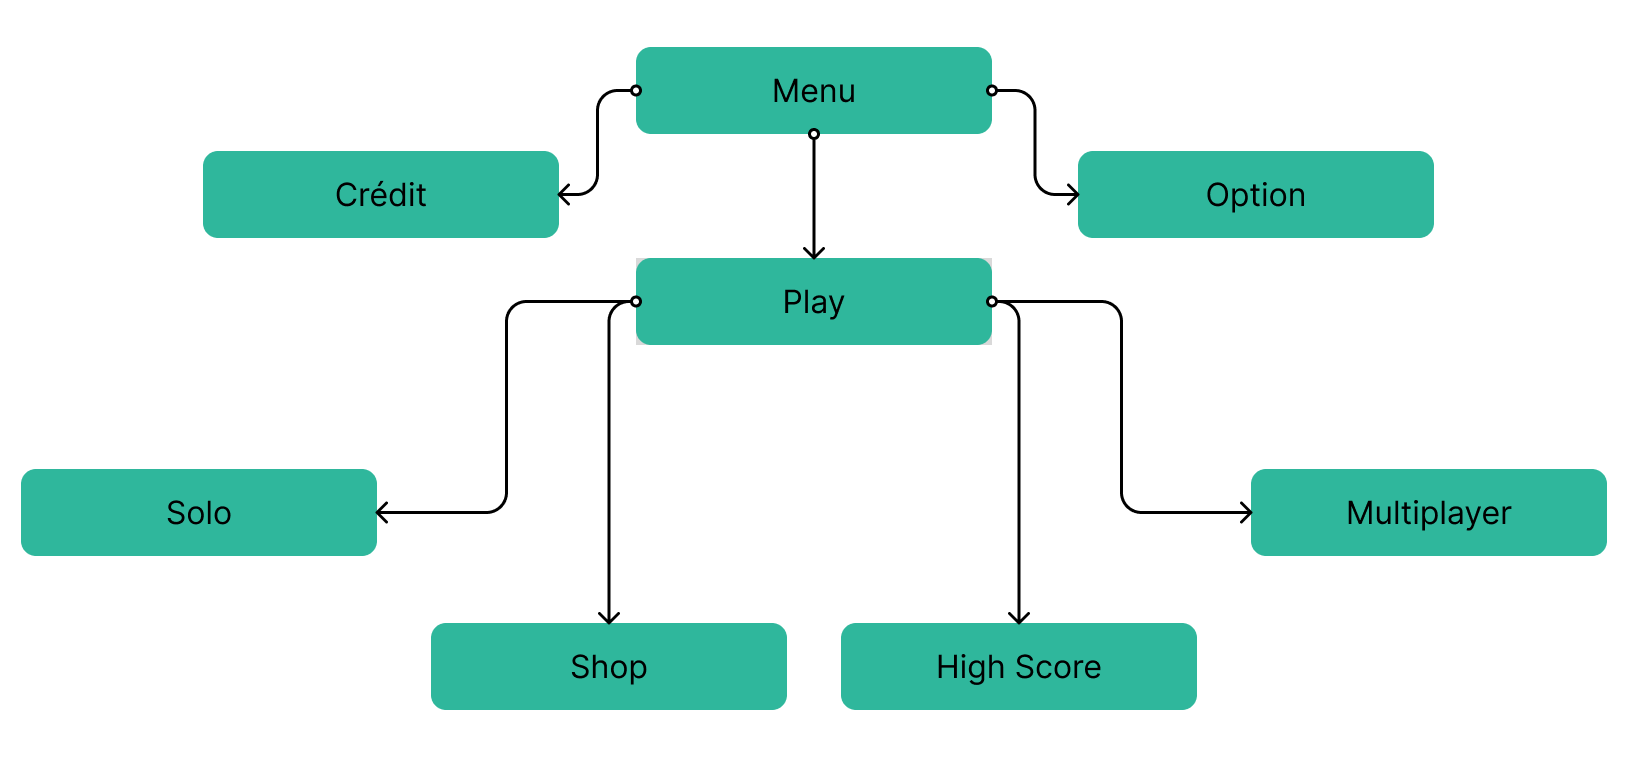 Menu
Crédit
Option
Play
Solo
Multiplayer
Shop
High Score